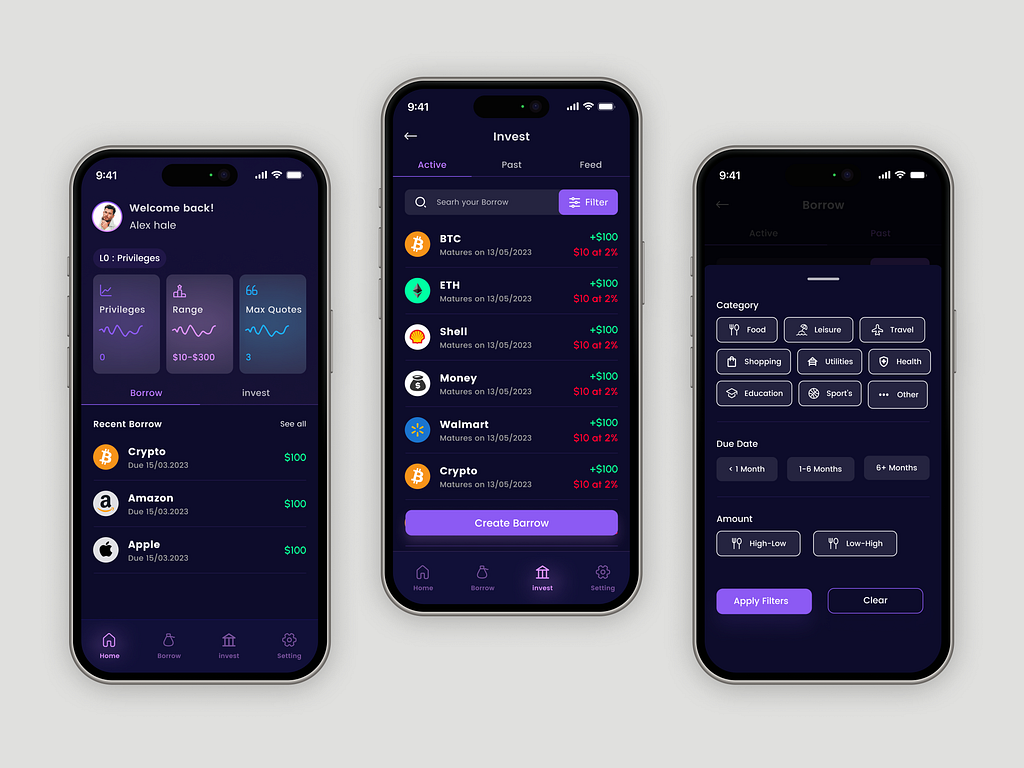 9:41
Welcome back!
Alex hale
L0 : Privileges
Privileges
Range
Max Quotes
0
$10-$300
3
Borrow
invest
Recent Borrow
See all
Crypto
Due 15/03.2023
$100
Amazon
Due 15/03.2023
$100
Apple
Due 15/03.2023
$100
Home
Borrow
invest
Setting
9:41
Invest
Active
Past
Feed
Searh your Borrow
Filter
BTC
Matures on 13/05/2023
+$100
$10 at 2%
ETH
Matures on 13/05/2023
+$100
$10 at 2%
Shell
Matures on 13/05/2023
+$100
$10 at 2%
Money
Matures on 13/05/2023
+$100
$10 at 2%
Walmart
Matures on 13/05/2023
+$100
$10 at 2%
Crypto
Matures on 13/05/2023
+$100
$10 at 2%
Create Barrow
Home
Borrow
invest
Setting
9:41
Borrow
Active
Past
Category
Food
Leisure
Travel
Shopping
Utilities
Health
Education
Sport's
Other
Due Date
< 1 Month
1-6 Months
6+ Months
Amount
High-Low
Low-High
Apply Filters
Clear